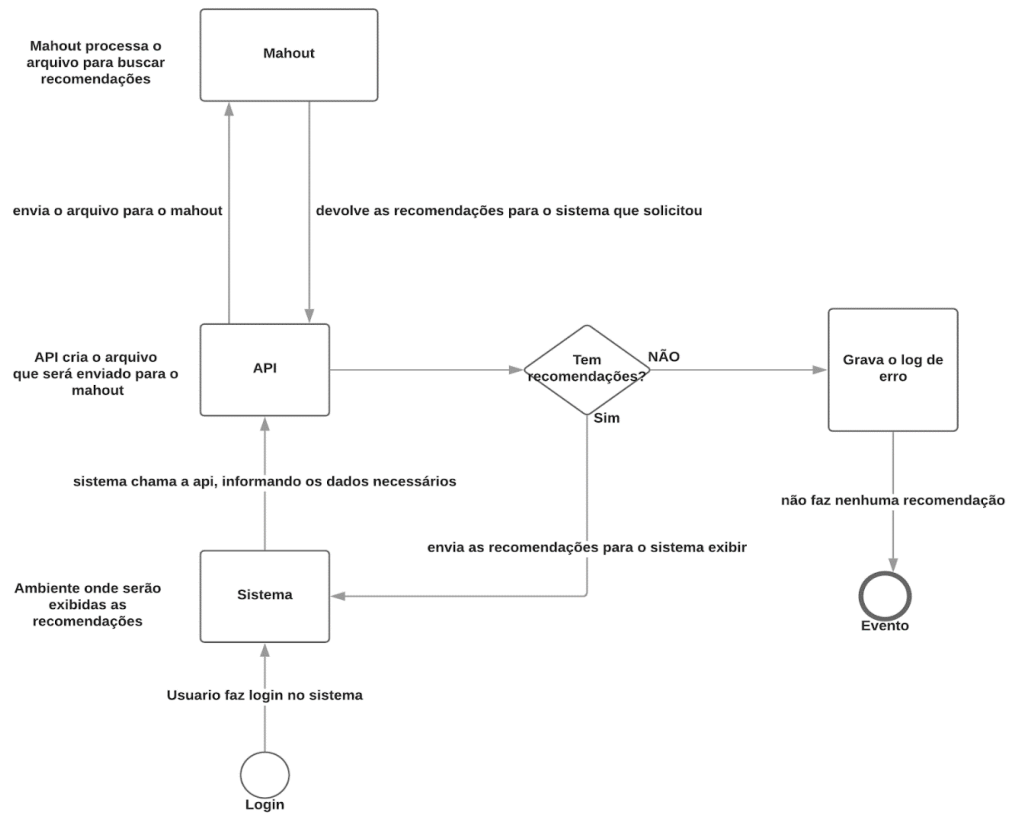 Mahout processa o
arquivo para buscar
recomendações
Mahout
envia o arquivo para o mahout
devolve as recomendações para o sistema que solicitou
API cria o arquivo
que será enviado para o
mahout
API
Tem
recomendações?
NÃO
Sim
Grava o log de
erro
sistema chama a api, informando os dados necessários
não faz nenhuma recomendação
envia as recomendações para o sistema exibir
Ambiente onde serão
exibidas as
recomendações
Sistema
Evento
Usuario faz login no sistema
Login